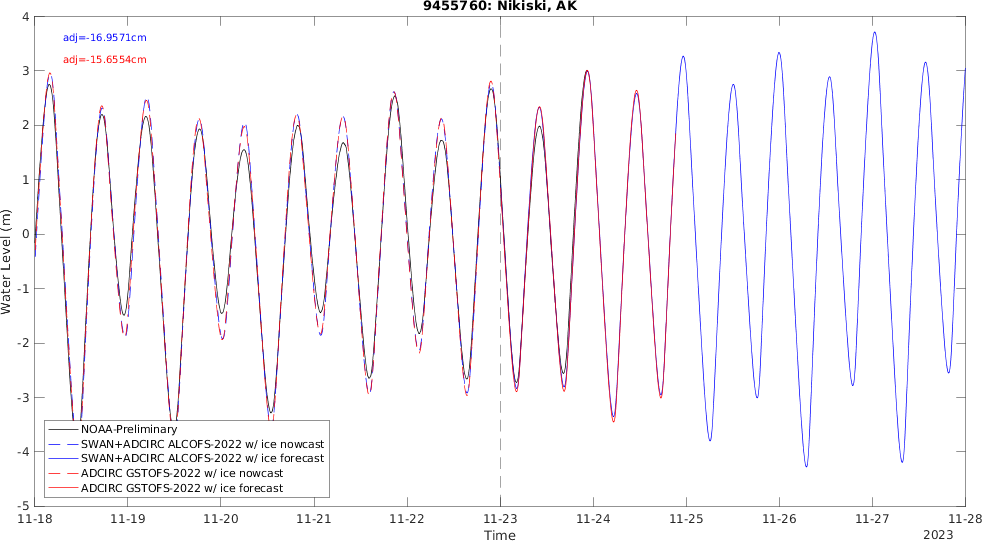 9455760: Nikiski, AK
adj=-16.9571cm
adj=-15.6554cm
4
3
2
1
0
-1
-2
-3
-4
-5
Water Level (m)
NOAA-Preliminary
SWAN+ADCIRC ALCOFS-2022 w/ ice nowcast
SWAN+ADCIRC ALCOFS-2022 w/ ice forecast
ADCIRC GSTOFS-2022 w/ ice nowcast
ADCIRC GSTOFS-2022 w/ ice forecast
11-18 11-19 11-20 11-21 11-22 11-23 11-24 11-25 11-26 11-27 11-28
Time
2023